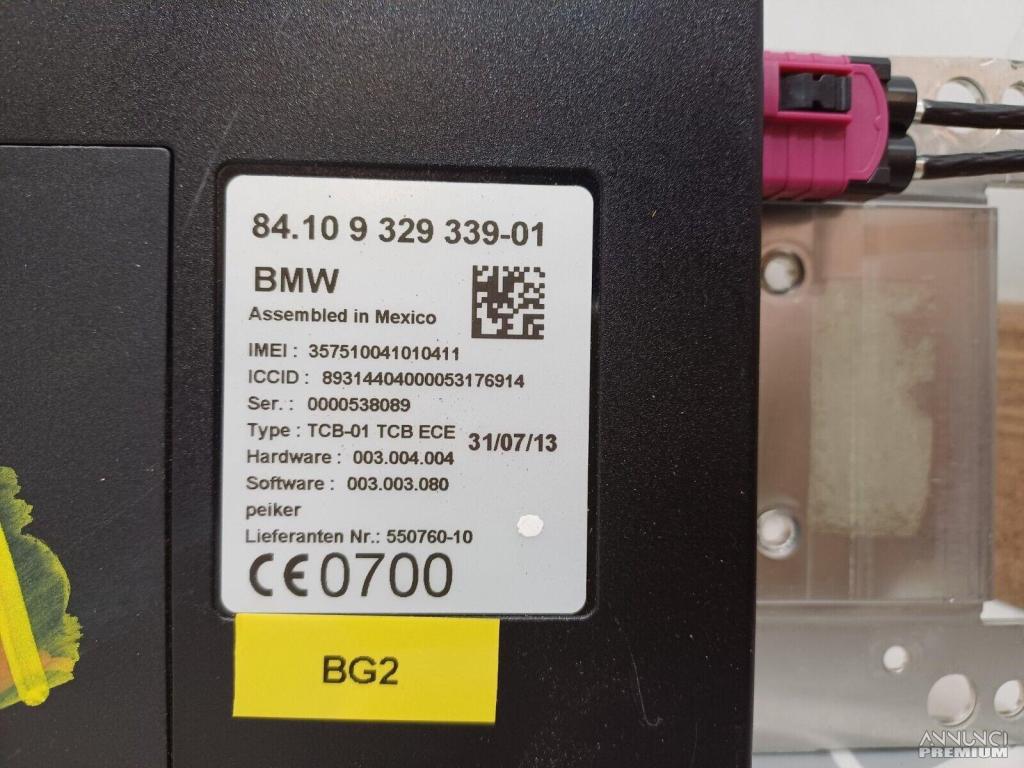 84.10 9 329 339-01
BMW
Assembled in Mexico
IMEI : 357510041010411
ICCID : 89314404000053176914
Ser. : 0000538089
Type : TCB-01 TCB ECE
31/07/13
Hardware : 003.004.004
Software : 003.003.080
peiker
Lieferanten Nr.: 550760-10
CE0700
BG2
ANNUNCI
PREMIUM